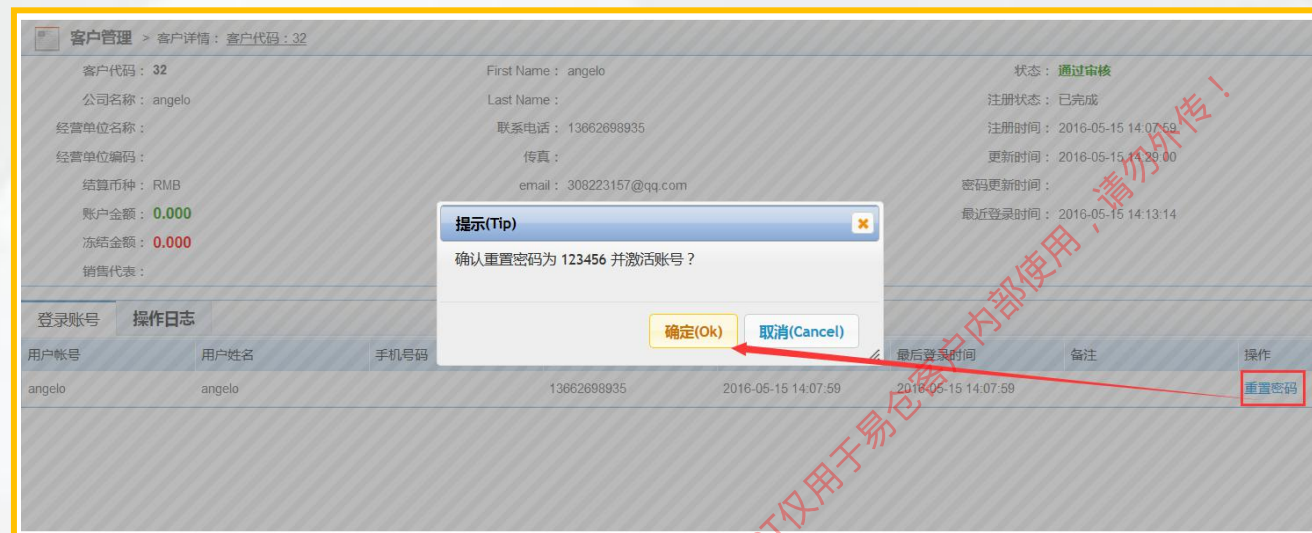 客户管理 > 客户详情：客户代码：32
客户代码：32 First Name：angelo 状态：通过审核
公司名称：angelo Last Name： 注册状态：已完成
经营单位名称： 联系电话：13662698935 注册时间：2016-05-15 14:07:59
经营单位编码： 传真： 更新时间：2016-05-15 14:29:00
结算币种：RMB email：308223157@qq.com 密码更新时间：
账户金额：0.000 最近登录时间：2016-05-15 14:13:14
冻结金额：0.000
销售代表：
提示(Tip)
确认重置密码为 123456 并激活账号？
确定(Ok) 取消(Cancel)
登录账号 操作日志
用户帐号 用户姓名 手机号码 最后登录时间 备注 操作
angelo angelo 13662698935 2016-05-15 14:07:59 2016-05-15 14:07:59 重置密码
仅用于易仓客户内部使用，请勿外传！